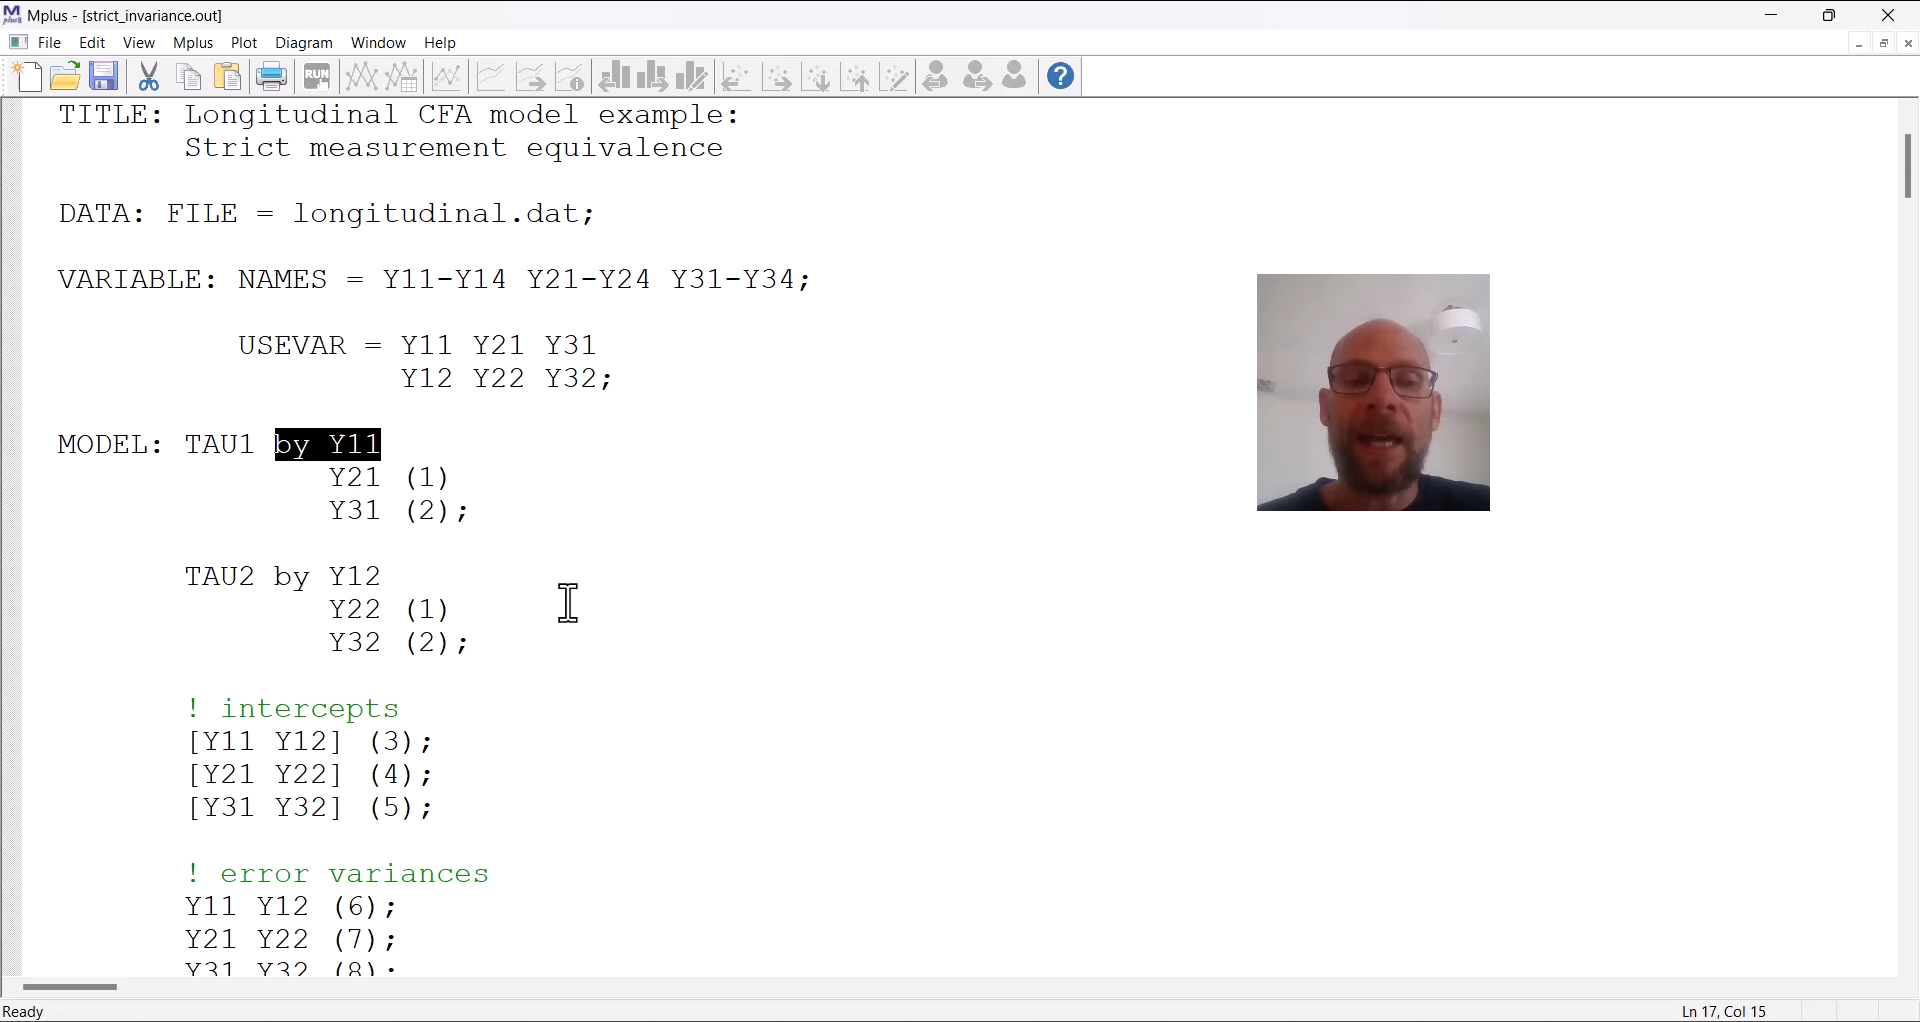 Mplus - [strict_invariance.out]
File Edit View Mplus Plot Diagram Window Help
RUN
TITLE: Longitudinal CFA model example:
Strict measurement equivalence
DATA: FILE = longitudinal.dat;
VARIABLE: NAMES = Y11-Y14 Y21-Y24 Y31-Y34;
USEVAR = Y11 Y21 Y31
Y12 Y22 Y32;
MODEL: TAU1 by Y11
Y21 (1)
Y31 (2);
TAU2 by Y12
Y22 (1)
Y32 (2);
! intercepts
[Y11 Y12] (3);
[Y21 Y22] (4);
[Y31 Y32] (5);
! error variances
Y11 Y12 (6);
Y21 Y22 (7);
Y31 Y32 (8);
Ready
Ln 17, Col 15